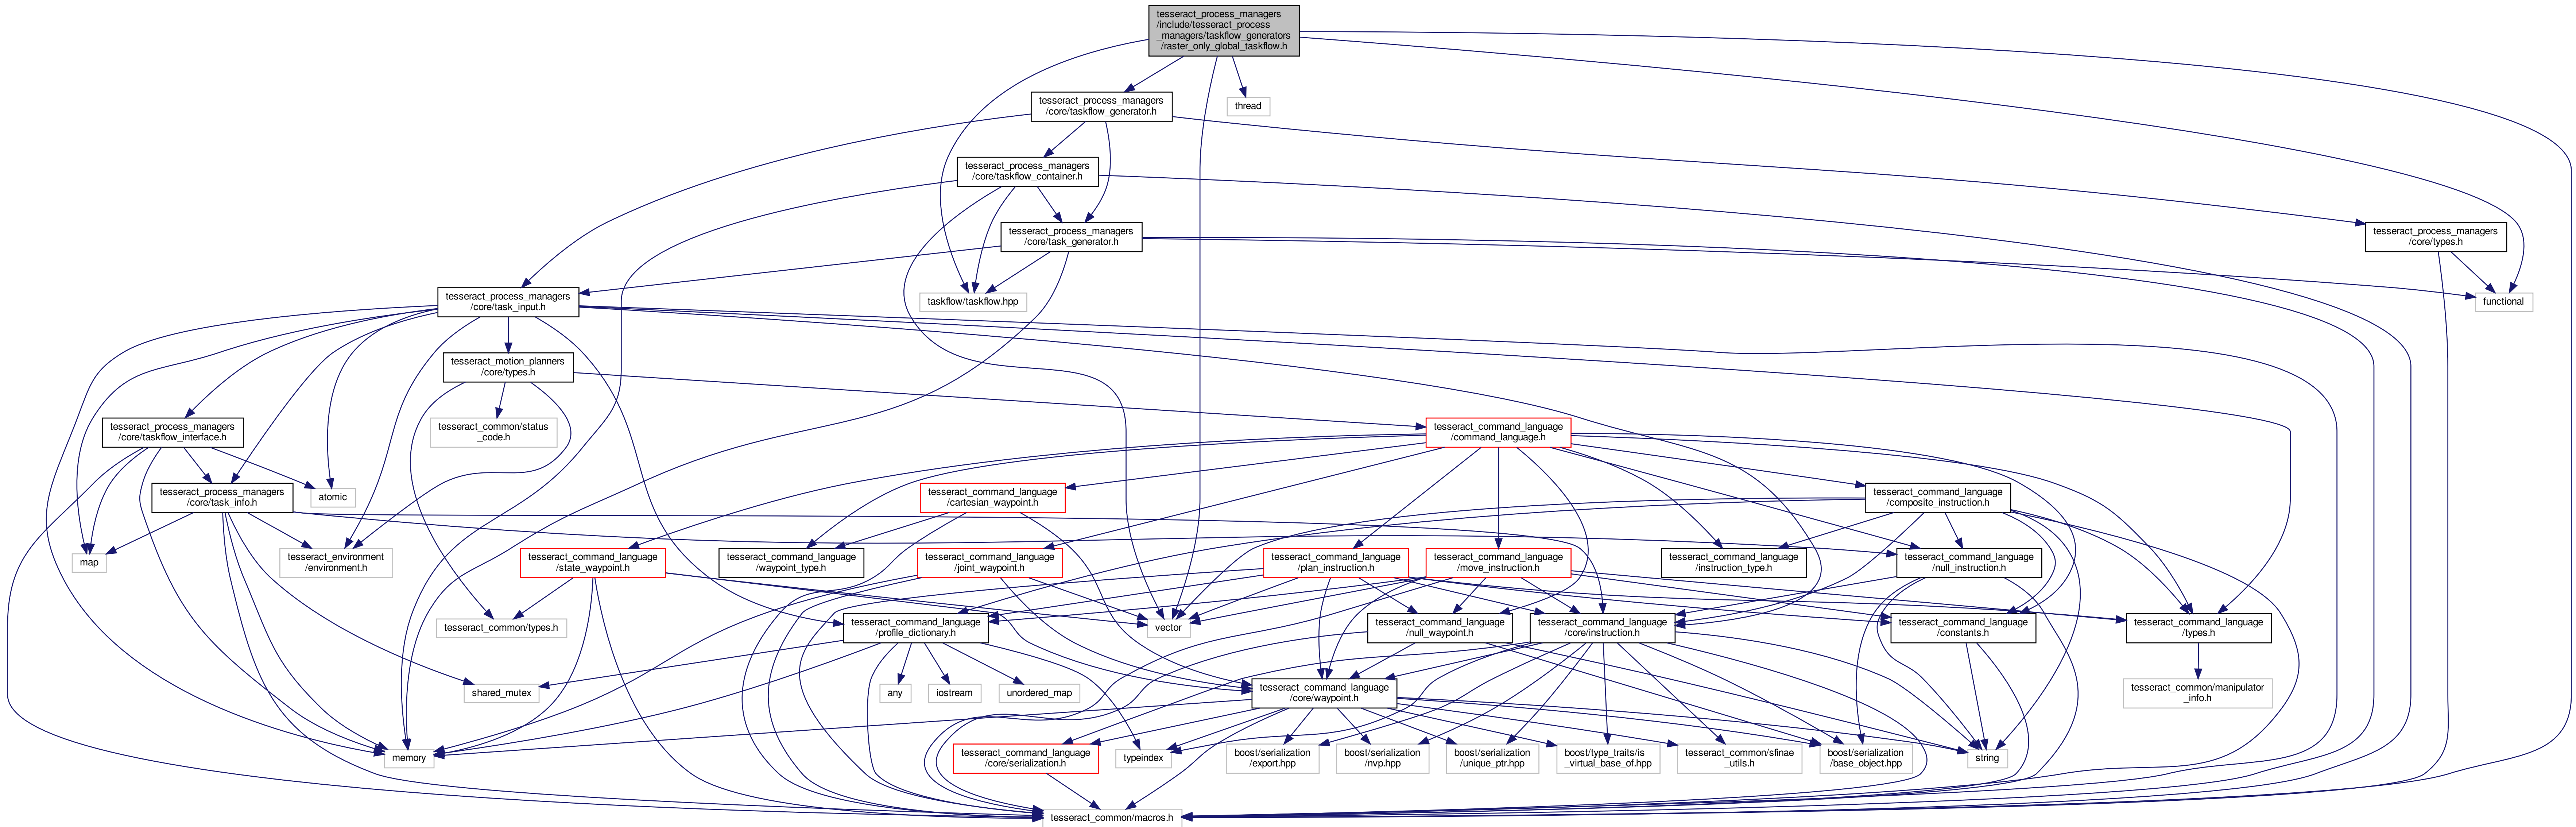 tesseract_process_managers
/include/tesseract_process
_managers/taskflow_generators
/raster_only_global_taskflow.h
tesseract_process_managers
/core/taskflow_generator.h
thread
tesseract_process_managers
/core/taskflow_container.h
tesseract_process_managers
/core/task_generator.h
tesseract_process_managers
/core/types.h
tesseract_process_managers
/core/task_input.h
taskflow/taskflow.hpp
functional
tesseract_motion_planners
/core/types.h
tesseract_process_managers
/core/taskflow_interface.h
tesseract_common/status
_code.h
tesseract_command_language
/command_language.h
tesseract_process_managers
/core/task_info.h
atomic
tesseract_command_language
/cartesian_waypoint.h
tesseract_command_language
/composite_instruction.h
map
tesseract_environment
/environment.h
tesseract_command_language
/state_waypoint.h
tesseract_command_language
/waypoint_type.h
tesseract_command_language
/joint_waypoint.h
tesseract_command_language
/plan_instruction.h
tesseract_command_language
/move_instruction.h
tesseract_command_language
/instruction_type.h
tesseract_command_language
/null_instruction.h
tesseract_common/types.h
tesseract_command_language
/profile_dictionary.h
vector
tesseract_command_language
/null_waypoint.h
tesseract_command_language
/core/instruction.h
tesseract_command_language
/constants.h
tesseract_command_language
/types.h
shared_mutex
any
iostream
unordered_map
tesseract_command_language
/core/waypoint.h
tesseract_common/manipulator
_info.h
memory
typeindex
tesseract_command_language
/core/serialization.h
boost/serialization
/export.hpp
boost/serialization
/nvp.hpp
boost/serialization
/unique_ptr.hpp
boost/type_traits/is
_virtual_base_of.hpp
tesseract_common/sfinae
_utils.h
boost/serialization
/base_object.hpp
string
tesseract_common/macros.h